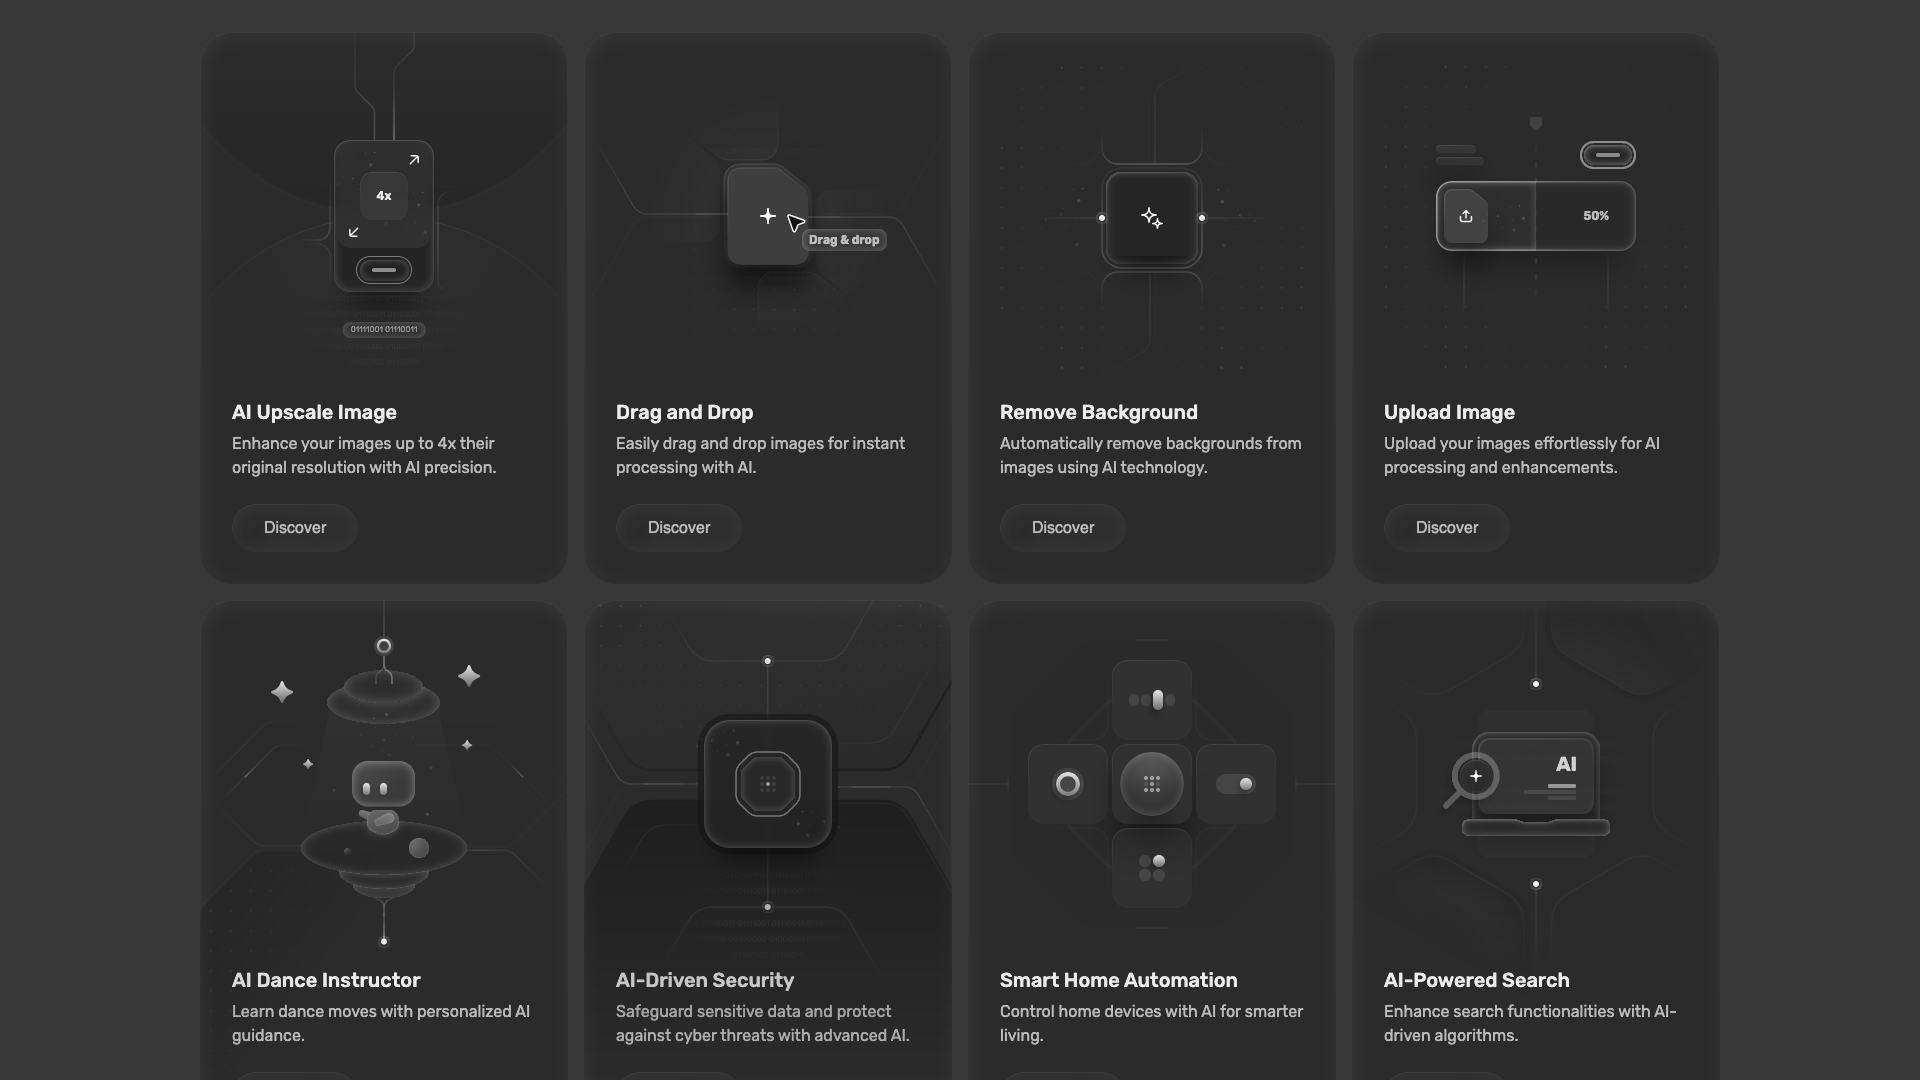 4x
01111001 01110011
Drag & drop
50%
AI Upscale Image
Enhance your images up to 4x their
original resolution with AI precision.
Discover
Drag and Drop
Easily drag and drop images for instant
processing with AI.
Discover
Remove Background
Automatically remove backgrounds from
images using AI technology.
Discover
Upload Image
Upload your images effortlessly for AI
processing and enhancements.
Discover
AI
AI Dance Instructor
Learn dance moves with personalized AI
guidance.
AI-Driven Security
Safeguard sensitive data and protect
against cyber threats with advanced AI.
Smart Home Automation
Control home devices with AI for smarter
living.
AI-Powered Search
Enhance search functionalities with AI-
driven algorithms.